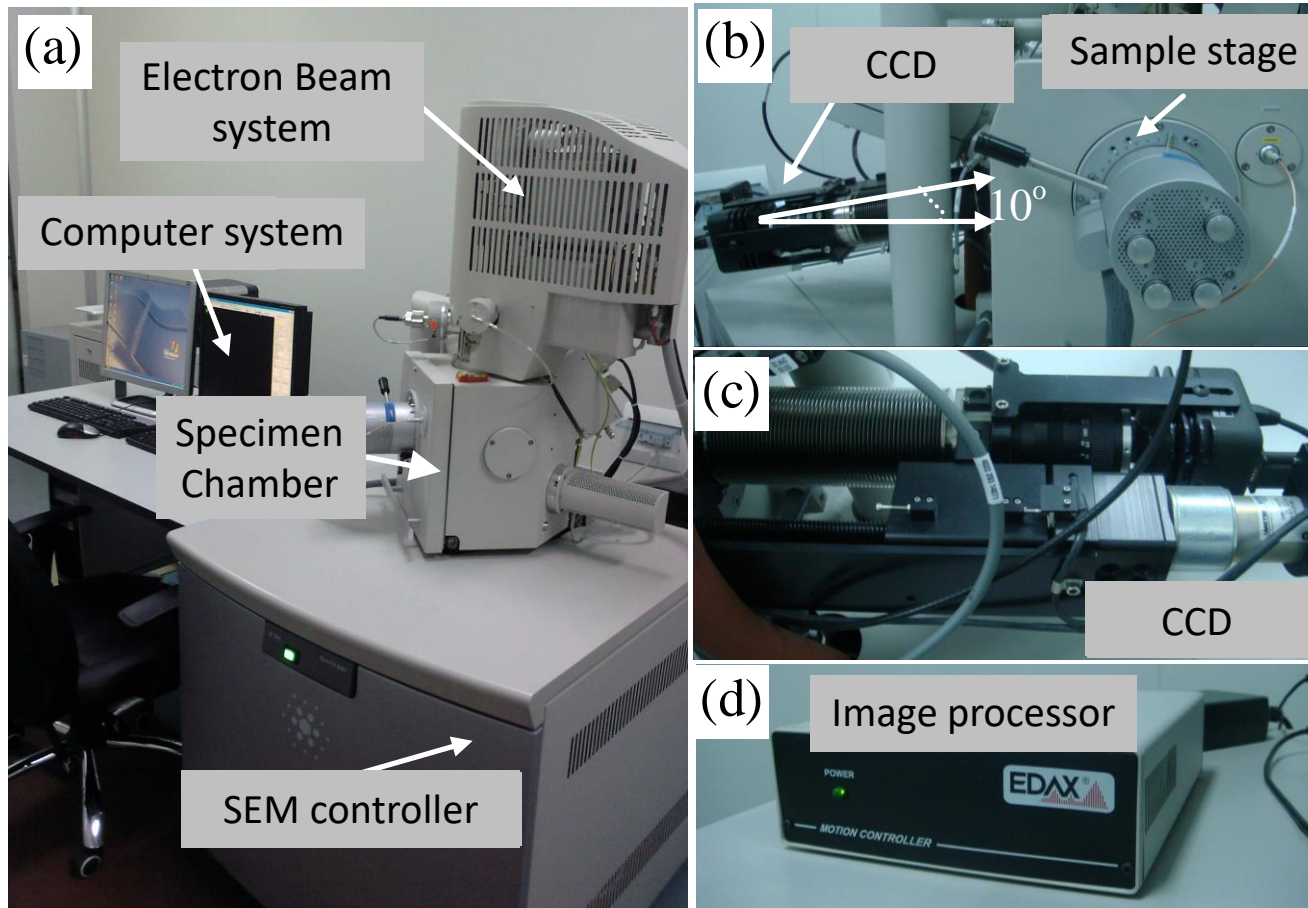 (a)
Electron Beam
system
Computer system
Specimen
Chamber
SEM controller
(b)
CCD
Sample stage
10°
(c)
CCD
(d)
Image processor
POWER
EDAX®
MOTION CONTROLLER